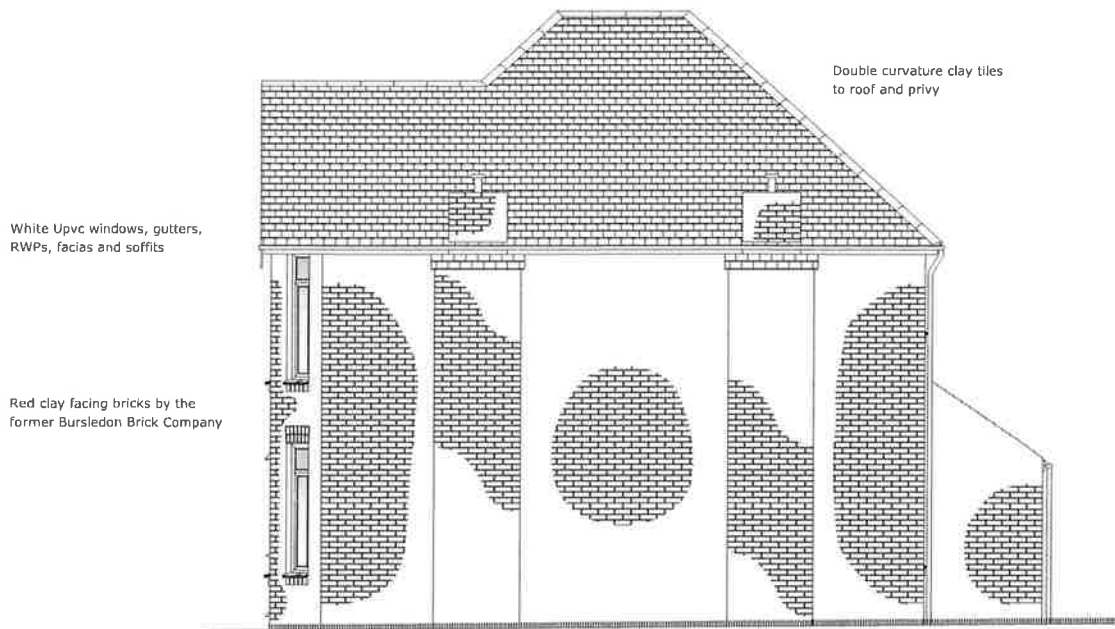 Double curvature clay tiles
to roof and privy
White Upvc windows, gutters,
RWPs, facias and soffits
Red clay facing bricks by the
former Bursledon Brick Company